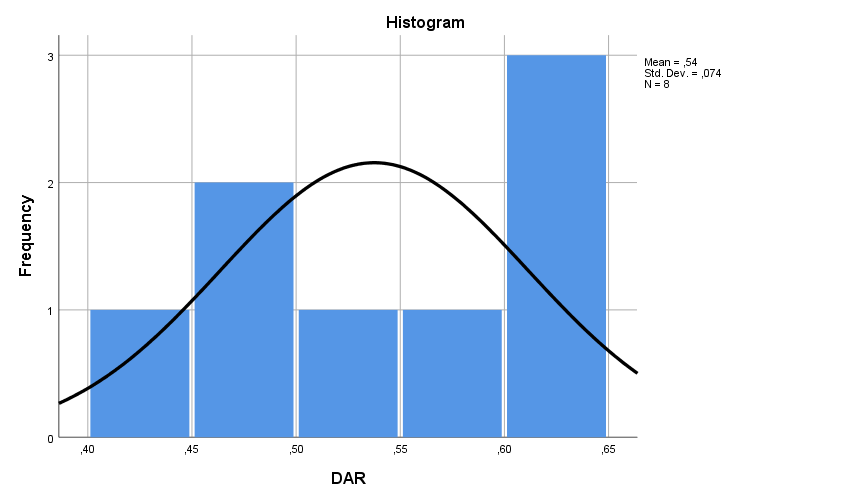 Histogram
Mean = ,54
Std. Dev. = ,074
N = 8
3
2
1
0
Frequency
,40 ,45 ,50 ,55 ,60 ,65
DAR